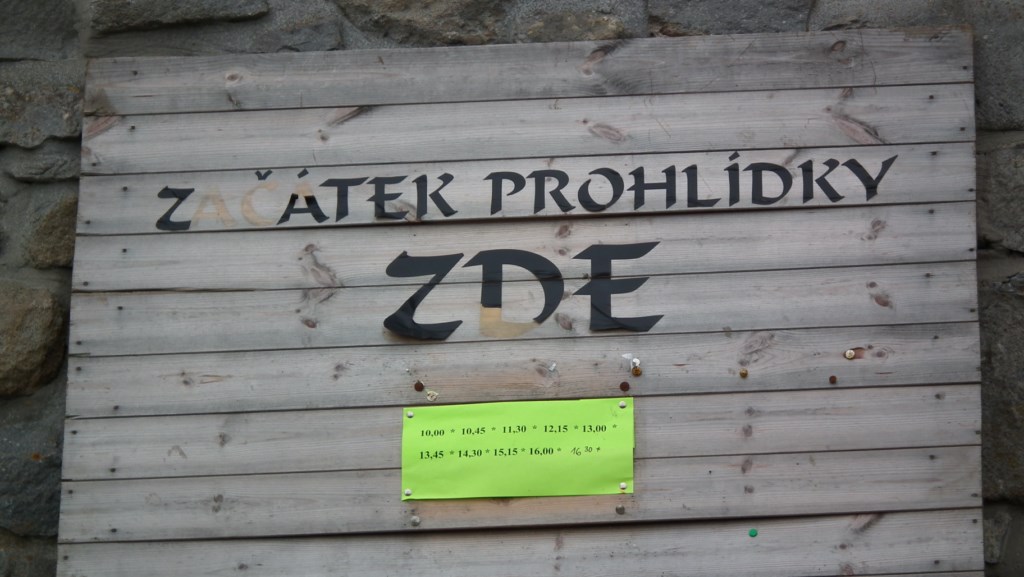 ZAČÁTEK PROHLÍDKY
ZDE
10,00 * 10,45 * 11,30 * 12,15 * 13,00 *
13,45 * 14,30 * 15,15 * 16,00 * 16 30 *